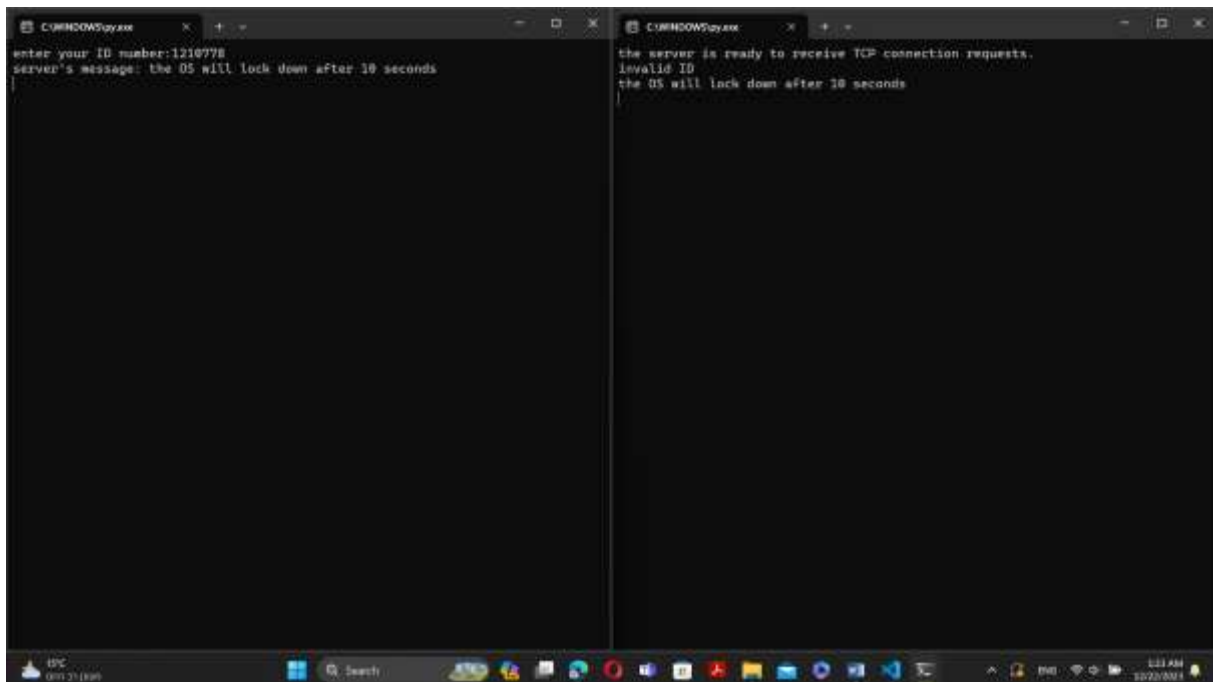 C:\WINDOWS\py.exe
enter your ID number:1210778
server's message: the OS will lock down after 10 seconds
C:\WINDOWS\py.exe
the server is ready to receive TCP connection requests.
invalid ID
the OS will lock down after 10 seconds
Search
ENG